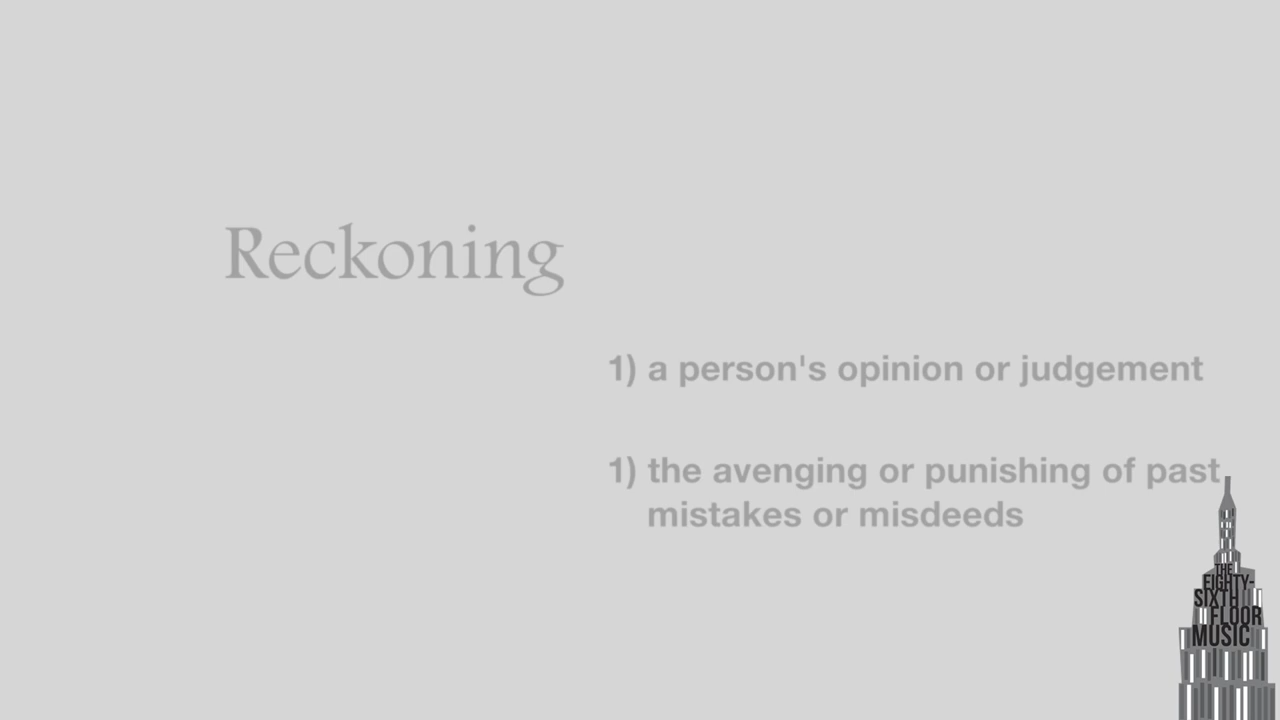 Reckoning
1) a person's opinion or judgement
1) the avenging or punishing of past
mistakes or misdeeds
THE
EIGHTY-
SIXTH
FLOOR
MUSIC